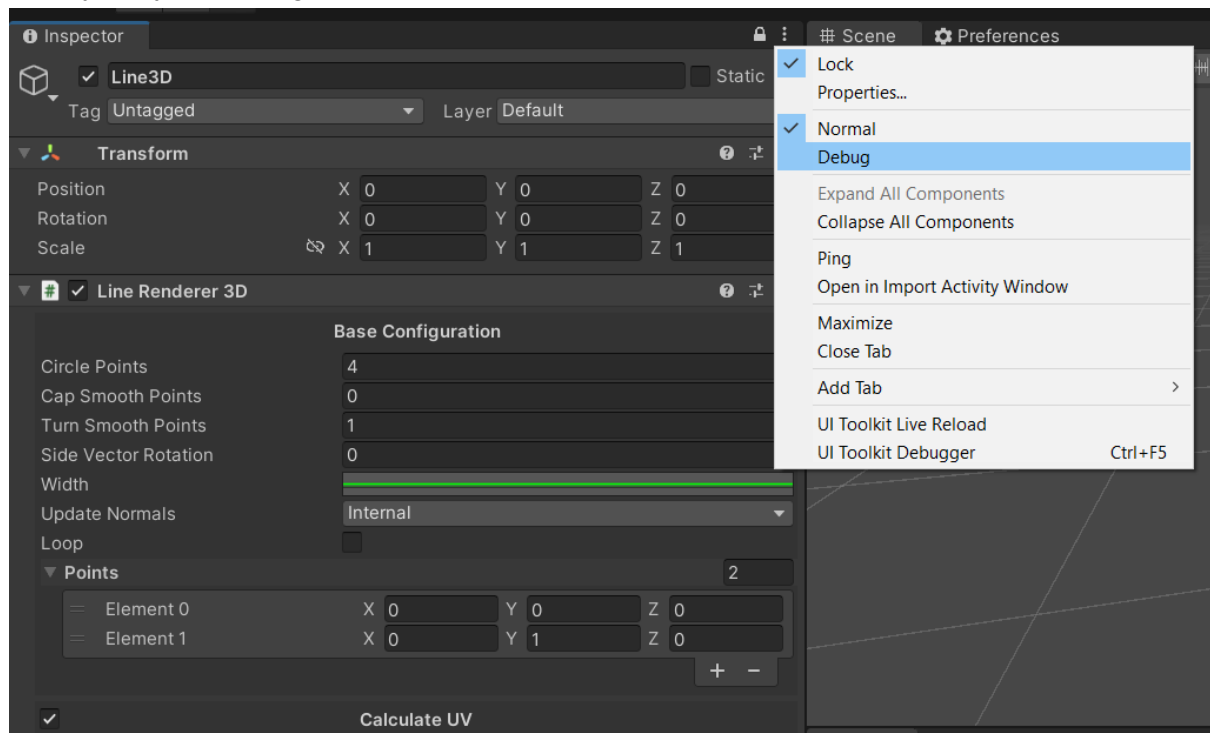 Inspector
# Scene
Preferences
Line3D
Static
Tag Untagged
Layer Default
Transform
Position X 0 Y 0 Z 0
Rotation X 0 Y 0 Z 0
Scale X 1 Y 1 Z 1
# Line Renderer 3D
Base Configuration
Circle Points 4
Cap Smooth Points 0
Turn Smooth Points 1
Side Vector Rotation 0
Width
Update Normals Internal
Loop
Points 2
Element 0 X 0 Y 0 Z 0
Element 1 X 0 Y 1 Z 0
+ −
Calculate UV
Lock
Properties...
Normal
Debug
Expand All Components
Collapse All Components
Ping
Open in Import Activity Window
Maximize
Close Tab
Add Tab >
UI Toolkit Live Reload
UI Toolkit Debugger Ctrl+F5